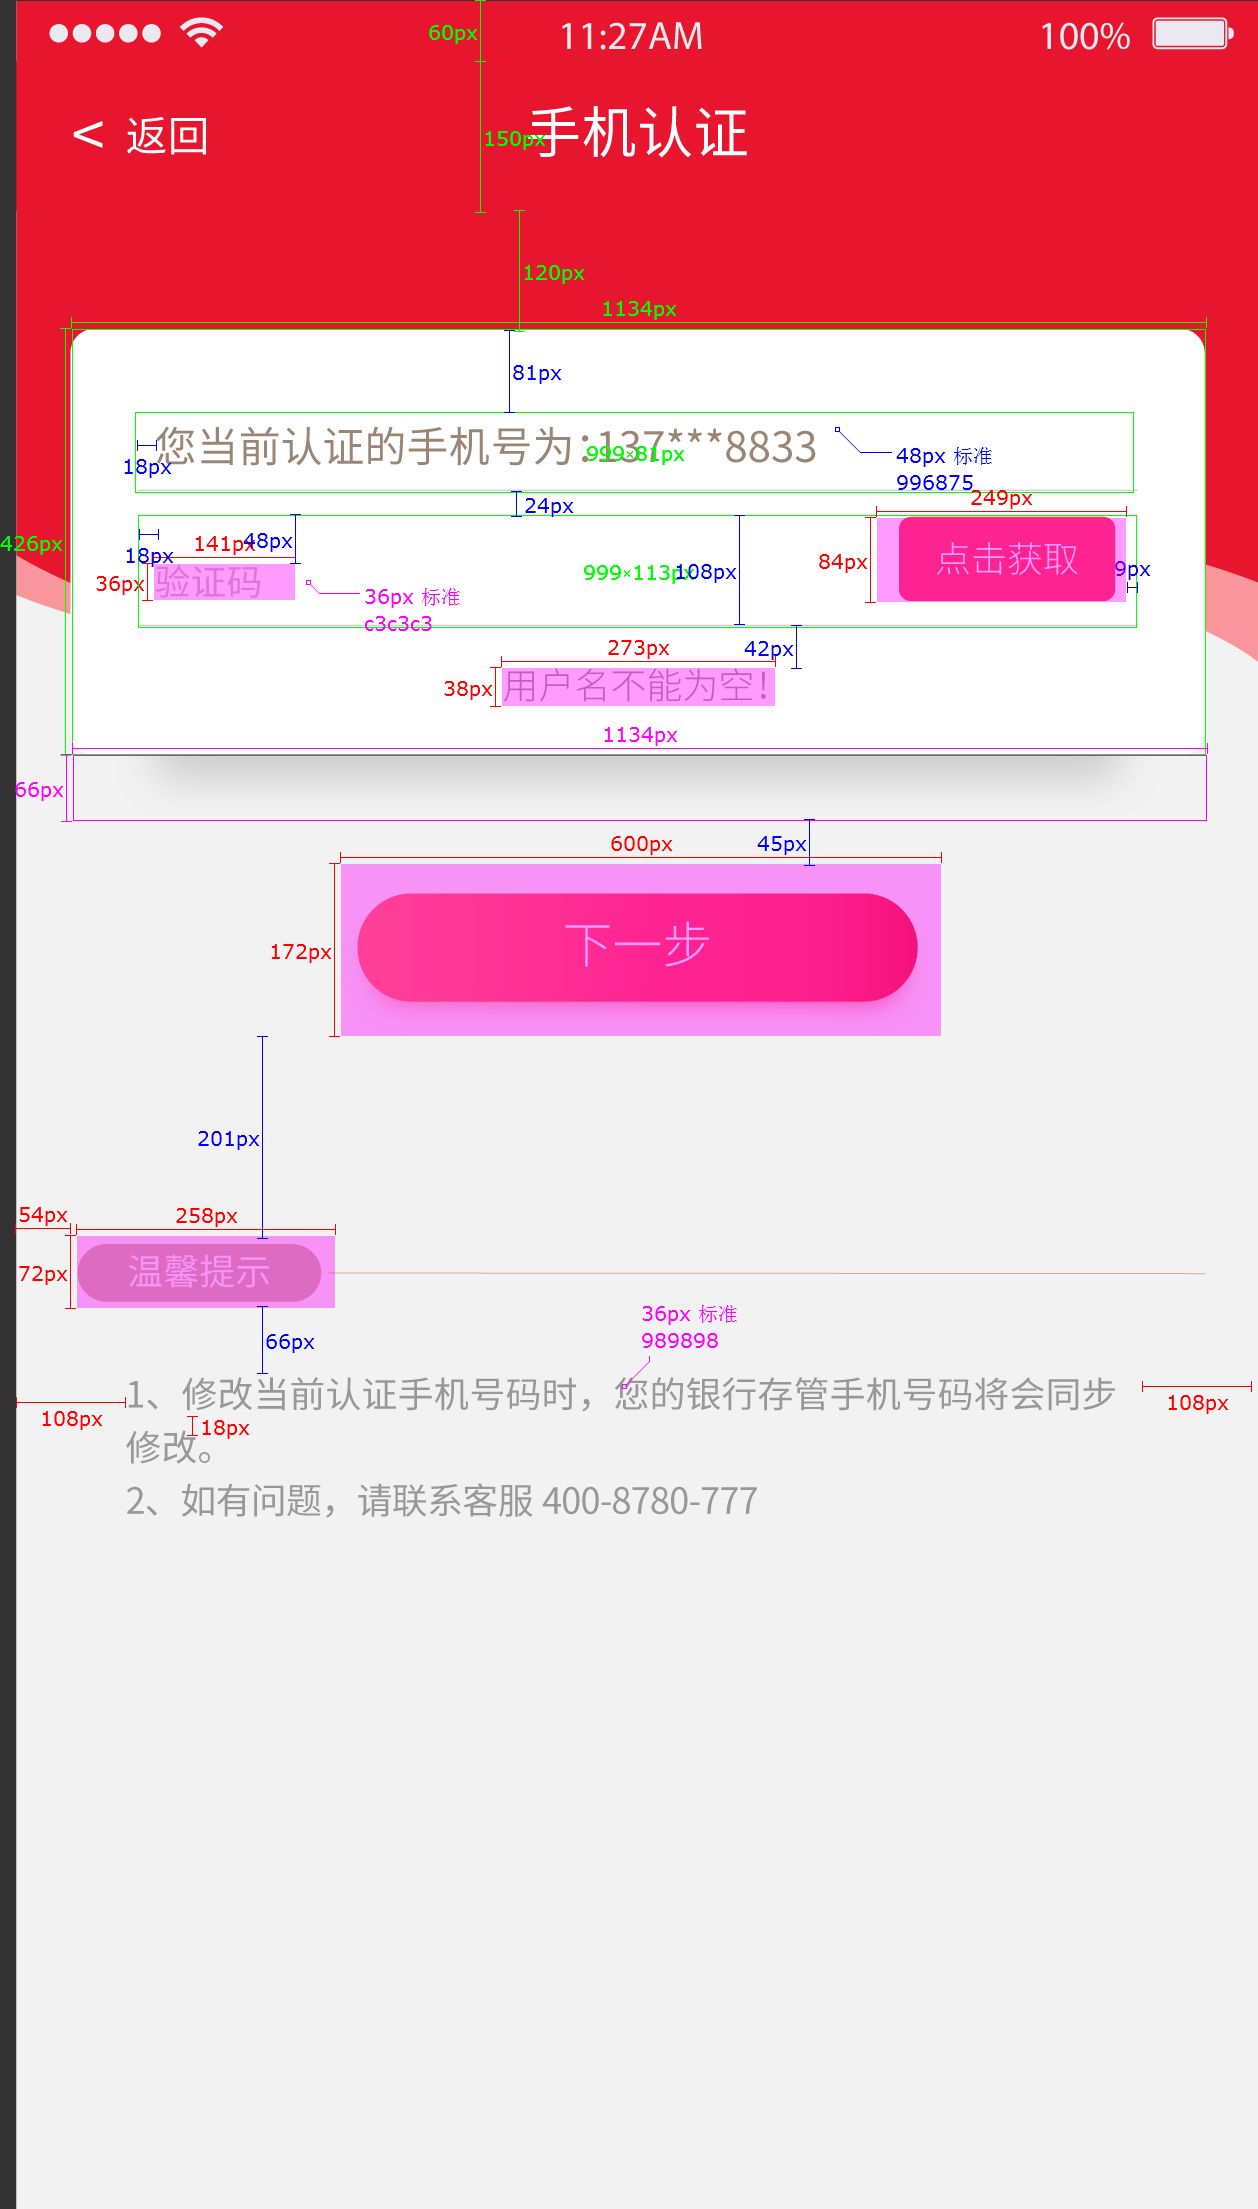 60px
11:27AM
100%
< 返回
150px
手机认证
120px
1134px
81px
您当前认证的手机号为：137***8833
999×81px
18px
48px 标准
996875
24px
249px
426px
18px
141px
48px
36px
验证码
36px 标准
c3c3c3
999×113px
108px
84px
点击获取
9px
42px
273px
38px
用户名不能为空！
1134px
66px
600px
45px
172px
下一步
201px
54px
258px
72px
温馨提示
66px
36px 标准
989898
1、修改当前认证手机号码时，您的银行存管手机号码将会同步
108px
18px
108px
修改。
2、如有问题，请联系客服 400-8780-777